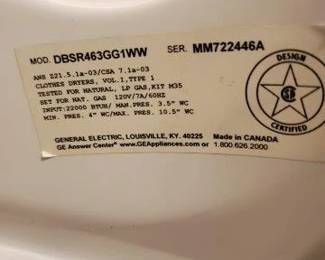 MOD. DBSR463GG1WW SER. MM722446A
ANS Z21.5.1a-03/CSA 7.1a-03
CLOTHES DRYERS, VOL.1,TYPE 1
TESTED FOR NATURAL, LP GAS,KIT M35
SET FOR NAT. GAS 120V/7A/60HZ
INPUT:22000 BTUH/MAN.PRES. 3.5" WC
MIN. PRES. 4" WC/MAX. PRES. 10.5" WC
DESIGN
CERTIFIED
GENERAL ELECTRIC, LOUISVILLE, KY. 40225 Made in CANADA
GE Answer Center® www.GEAppliances.com or 1.800.626.2000